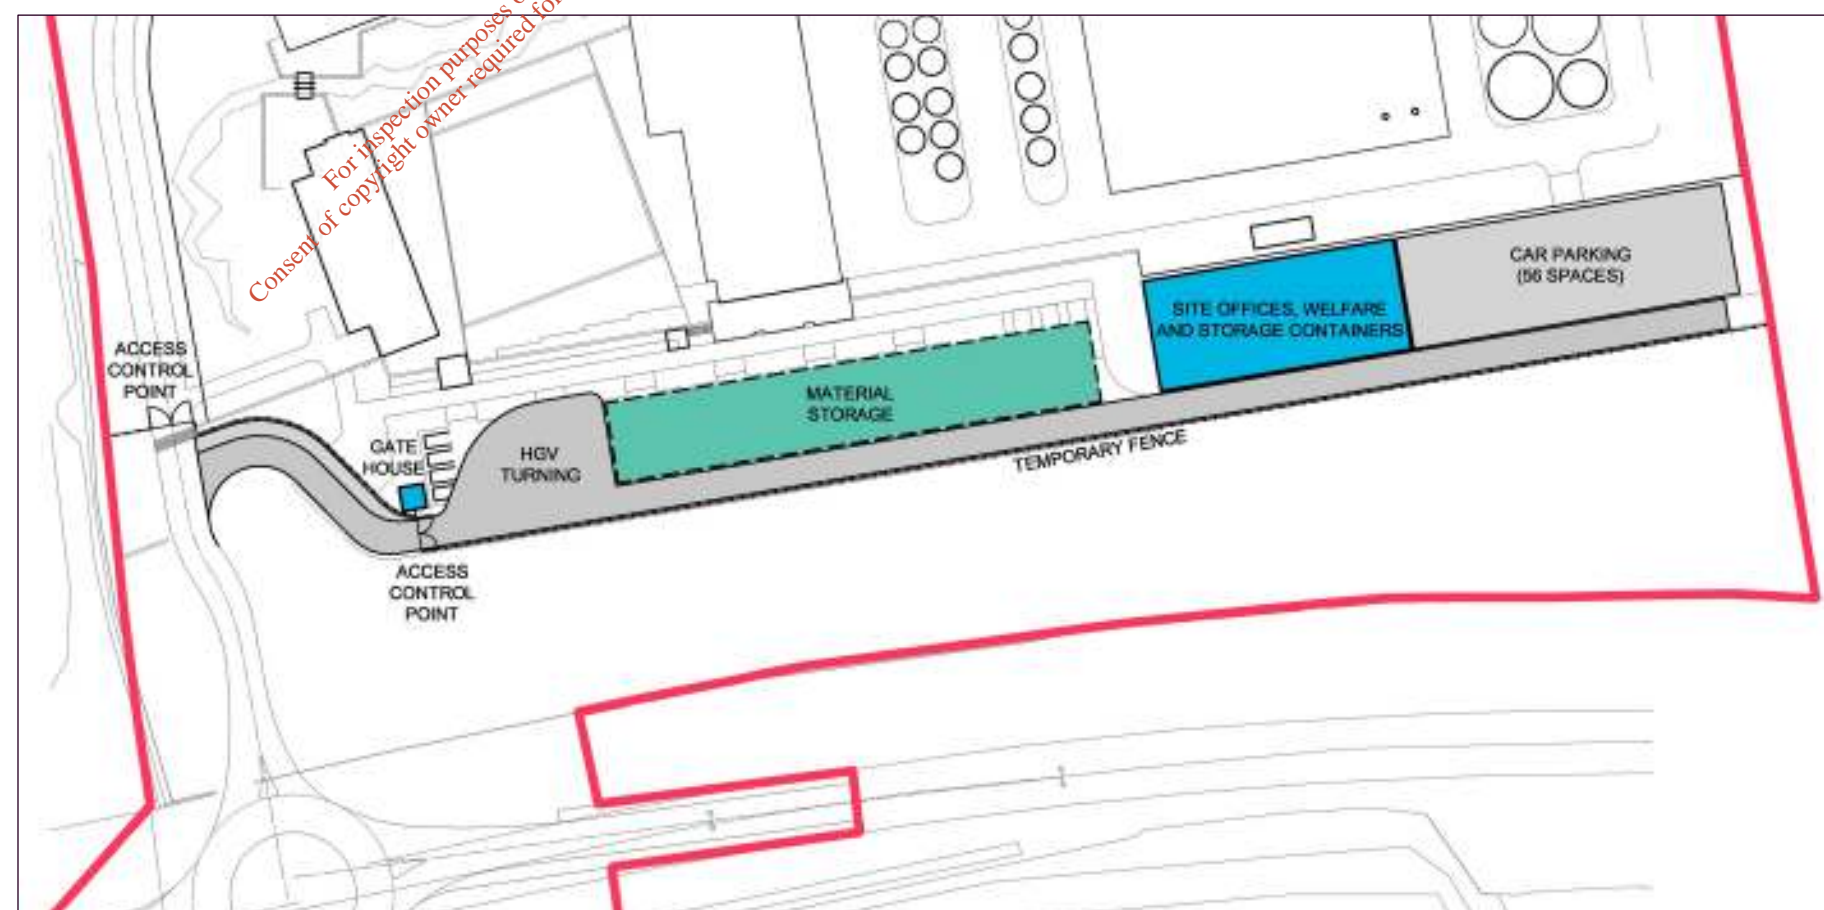 For inspection purposes
Consent of copyright owner required for
CAR PARKING
(56 SPACES)
SITE OFFICES, WELFARE
AND STORAGE CONTAINERS
ACCESS
CONTROL
POINT
MATERIAL
STORAGE
GATE
HOUSE
HGV
TURNING
TEMPORARY FENCE
ACCESS
CONTROL
POINT